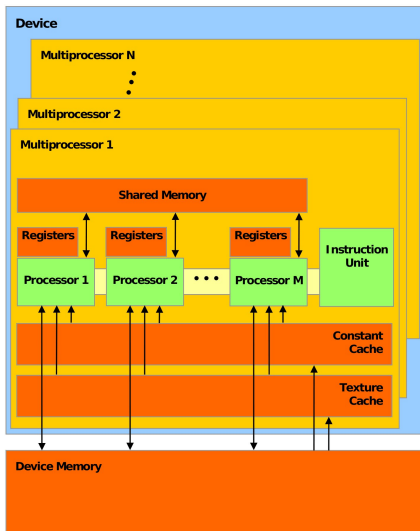 Device
Multiprocessor N
Multiprocessor 2
Multiprocessor 1
Shared Memory
Registers
Registers
Registers
Instruction
Unit
Processor 1
Processor 2
Processor M
Constant
Cache
Texture
Cache
Device Memory